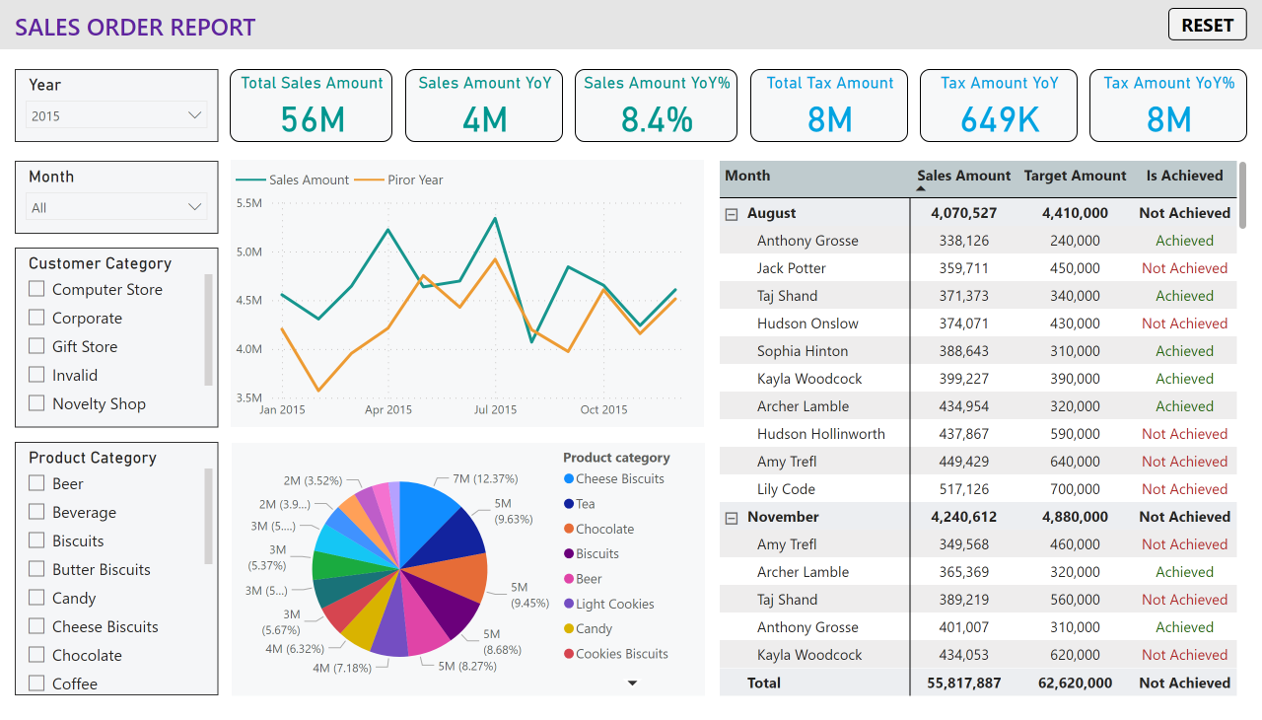 SALES ORDER REPORT
RESET
Year
2015
Total Sales Amount
56M
Sales Amount YoY
4M
Sales Amount YoY%
8.4%
Total Tax Amount
8M
Tax Amount YoY
649K
Tax Amount YoY%
8M
Month
All
Customer Category
Computer Store
Corporate
Gift Store
Invalid
Novelty Shop
Product Category
Beer
Beverage
Biscuits
Butter Biscuits
Candy
Cheese Biscuits
Chocolate
Coffee
Sales Amount Piror Year
5.5M
5.0M
4.5M
4.0M
3.5M
Jan 2015 Apr 2015 Jul 2015 Oct 2015
7M (12.37%)
5M
(9.63%)
5M
(9.45%)
5M
(8.68%)
5M (8.27%)
4M (7.18%)
4M (6.32%)
3M
(5.67%)
3M (5...)
3M
(5.37%)
3M (5....)
2M (3.9...)
2M (3.52%)
Product category
Cheese Biscuits
Tea
Chocolate
Biscuits
Beer
Light Cookies
Candy
Cookies Biscuits
Month Sales Amount Target Amount Is Achieved
August 4,070,527 4,410,000 Not Achieved
Anthony Grosse 338,126 240,000 Achieved
Jack Potter 359,711 450,000 Not Achieved
Taj Shand 371,373 340,000 Achieved
Hudson Onslow 374,071 430,000 Not Achieved
Sophia Hinton 388,643 310,000 Achieved
Kayla Woodcock 399,227 390,000 Achieved
Archer Lamble 434,954 320,000 Achieved
Hudson Hollinworth 437,867 590,000 Not Achieved
Amy Trefl 449,429 640,000 Not Achieved
Lily Code 517,126 700,000 Not Achieved
November 4,240,612 4,880,000 Not Achieved
Amy Trefl 349,568 460,000 Not Achieved
Archer Lamble 365,369 320,000 Achieved
Taj Shand 389,219 560,000 Not Achieved
Anthony Grosse 401,007 310,000 Achieved
Kayla Woodcock 434,053 620,000 Not Achieved
Total 55,817,887 62,620,000 Not Achieved